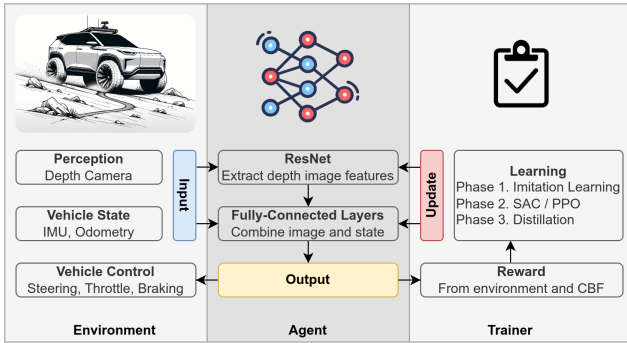 Perception
Depth Camera
Vehicle State
IMU, Odometry
Vehicle Control
Steering, Throttle, Braking
Environment
Input
ResNet
Extract depth image features
Fully-Connected Layers
Combine image and state
Output
Agent
Update
Learning
Phase 1. Imitation Learning
Phase 2. SAC / PPO
Phase 3. Distillation
Reward
From environment and CBF
Trainer